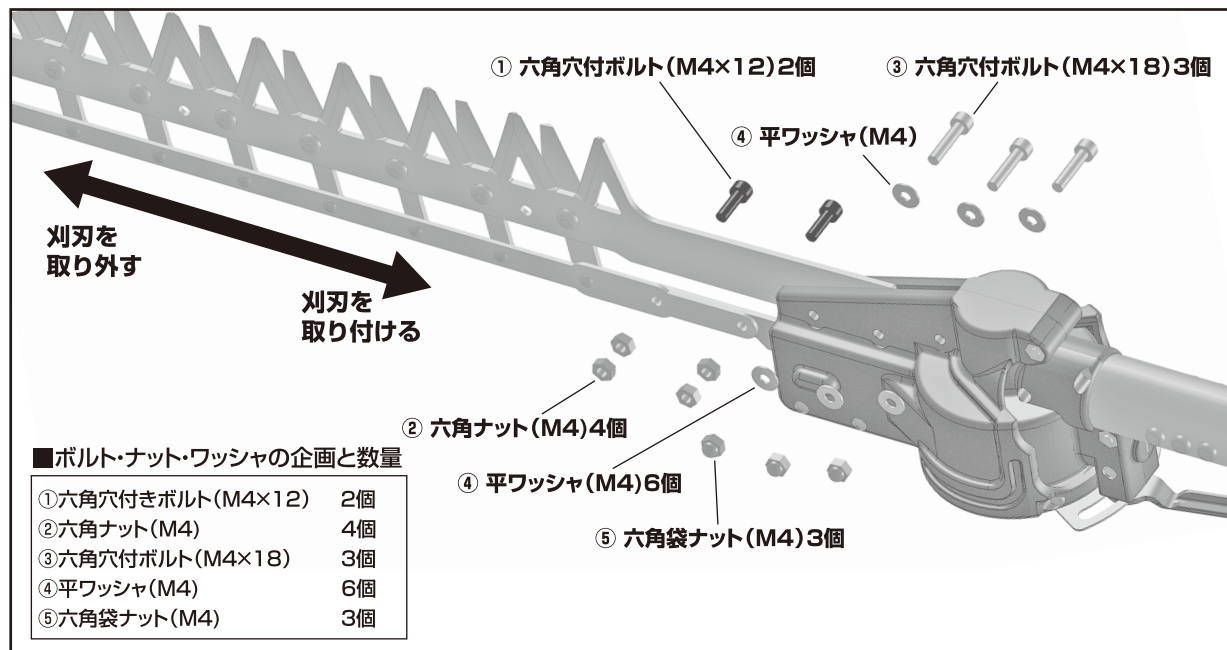 ① 六角穴付ボルト（M4×12）2個
③ 六角穴付ボルト（M4×18）3個
④ 平ワッシャ（M4）
刈刃を
取り外す
刈刃を
取り付ける
② 六角ナット（M4）4個
④ 平ワッシャ（M4）6個
⑤ 六角袋ナット（M4）3個
■ボルト・ナット・ワッシャの企画と数量
①六角穴付きボルト（M4×12） 2個
②六角ナット（M4） 4個
③六角穴付ボルト（M4×18） 3個
④平ワッシャ（M4） 6個
⑤六角袋ナット（M4） 3個